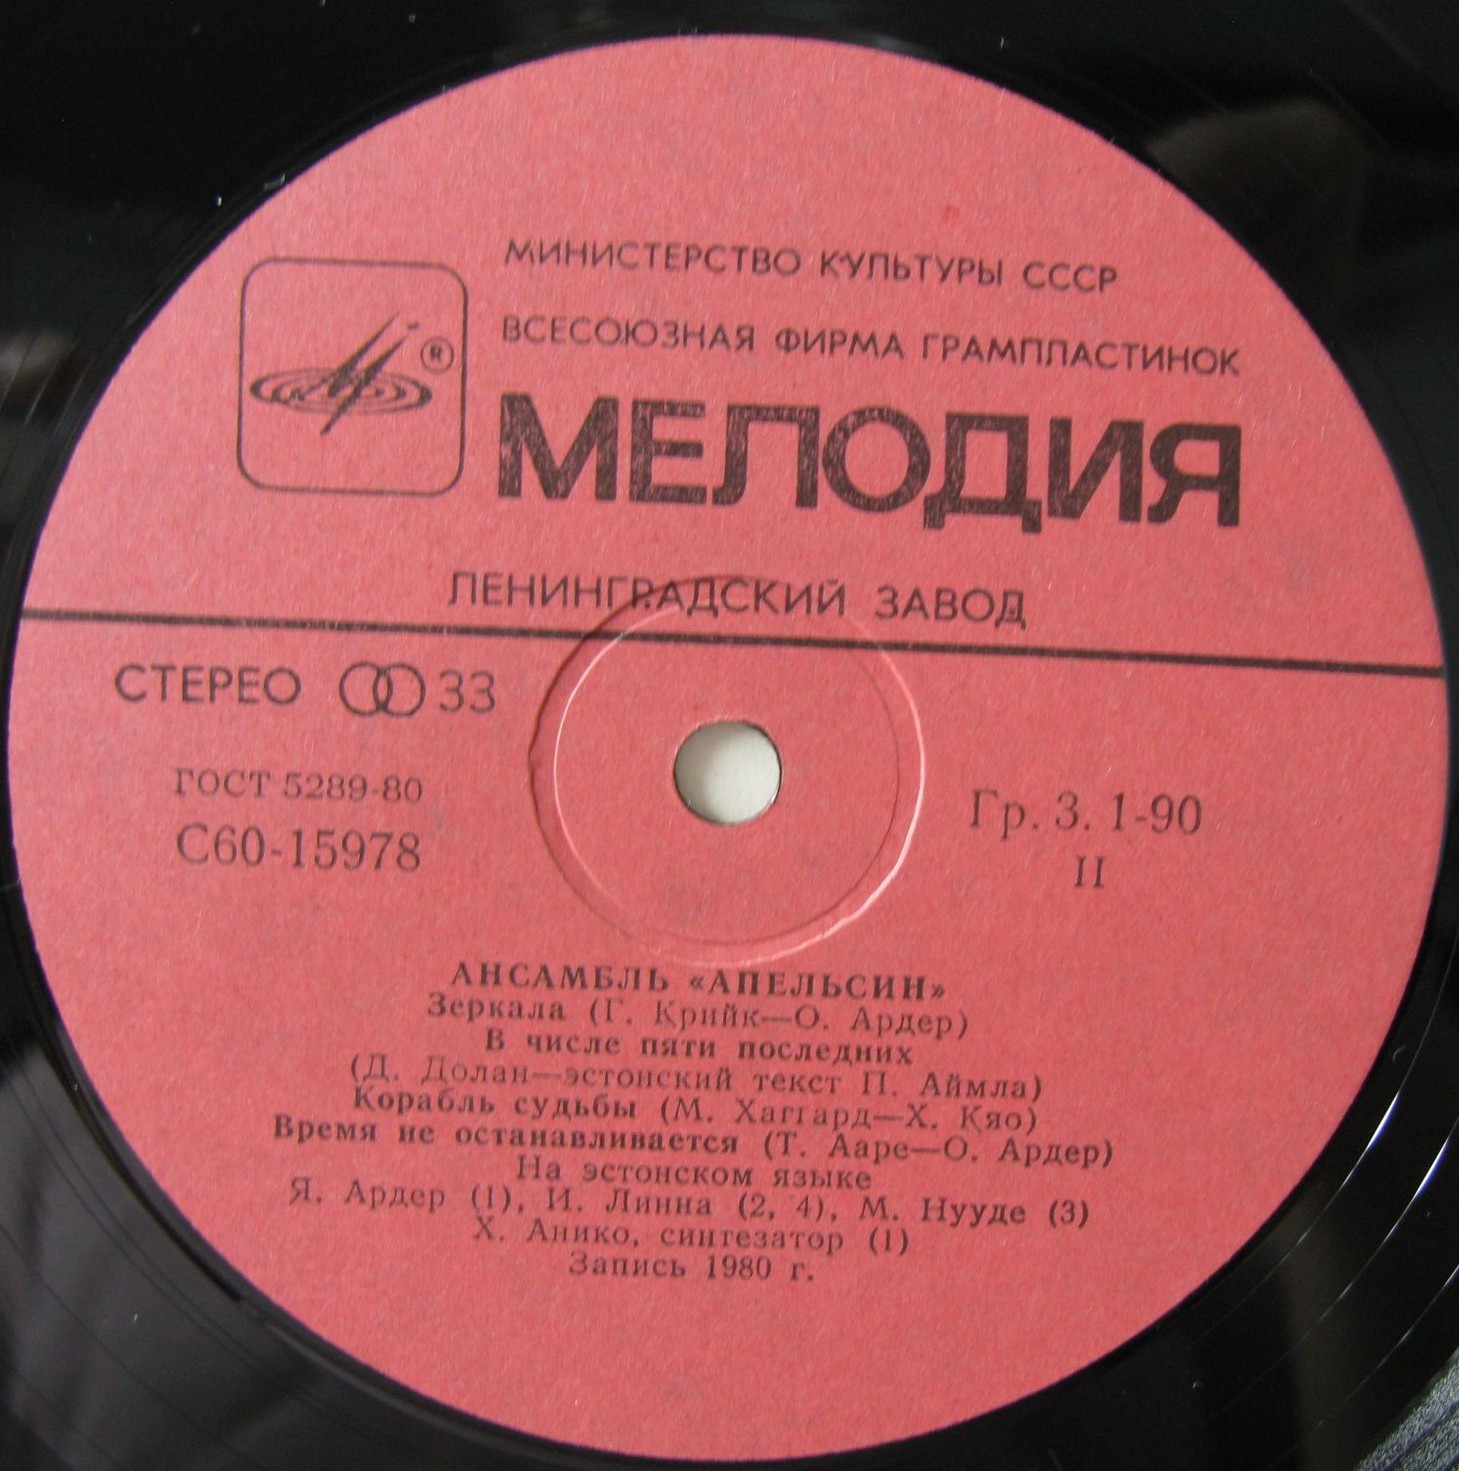 МИНИСТЕРСТВО КУЛЬТУРЫ СССР
ВСЕСОЮЗНАЯ ФИРМА ГРАМПЛАСТИНОК
®
МЕЛОДИЯ
ЛЕНИНГРАДСКИЙ ЗАВОД
СТЕРЕО 33
ГОСТ 5289-80
С60-15978
Гр. 3. 1-90
II
АНСАМБЛЬ «АПЕЛЬСИН»
Зеркала (Г. Крийк—О. Ардер)
В числе пяти последних
(Д. Долан—эстонский текст П. Аймла)
Корабль судьбы (М. Хаггард—Х. Кяо)
Время не останавливается (Т. Ааре—О. Ардер)
На эстонском языке
Я. Ардер (1), И. Линна (2, 4), М. Нууде (3)
Х. Анико, синтезатор (1)
Запись 1980 г.